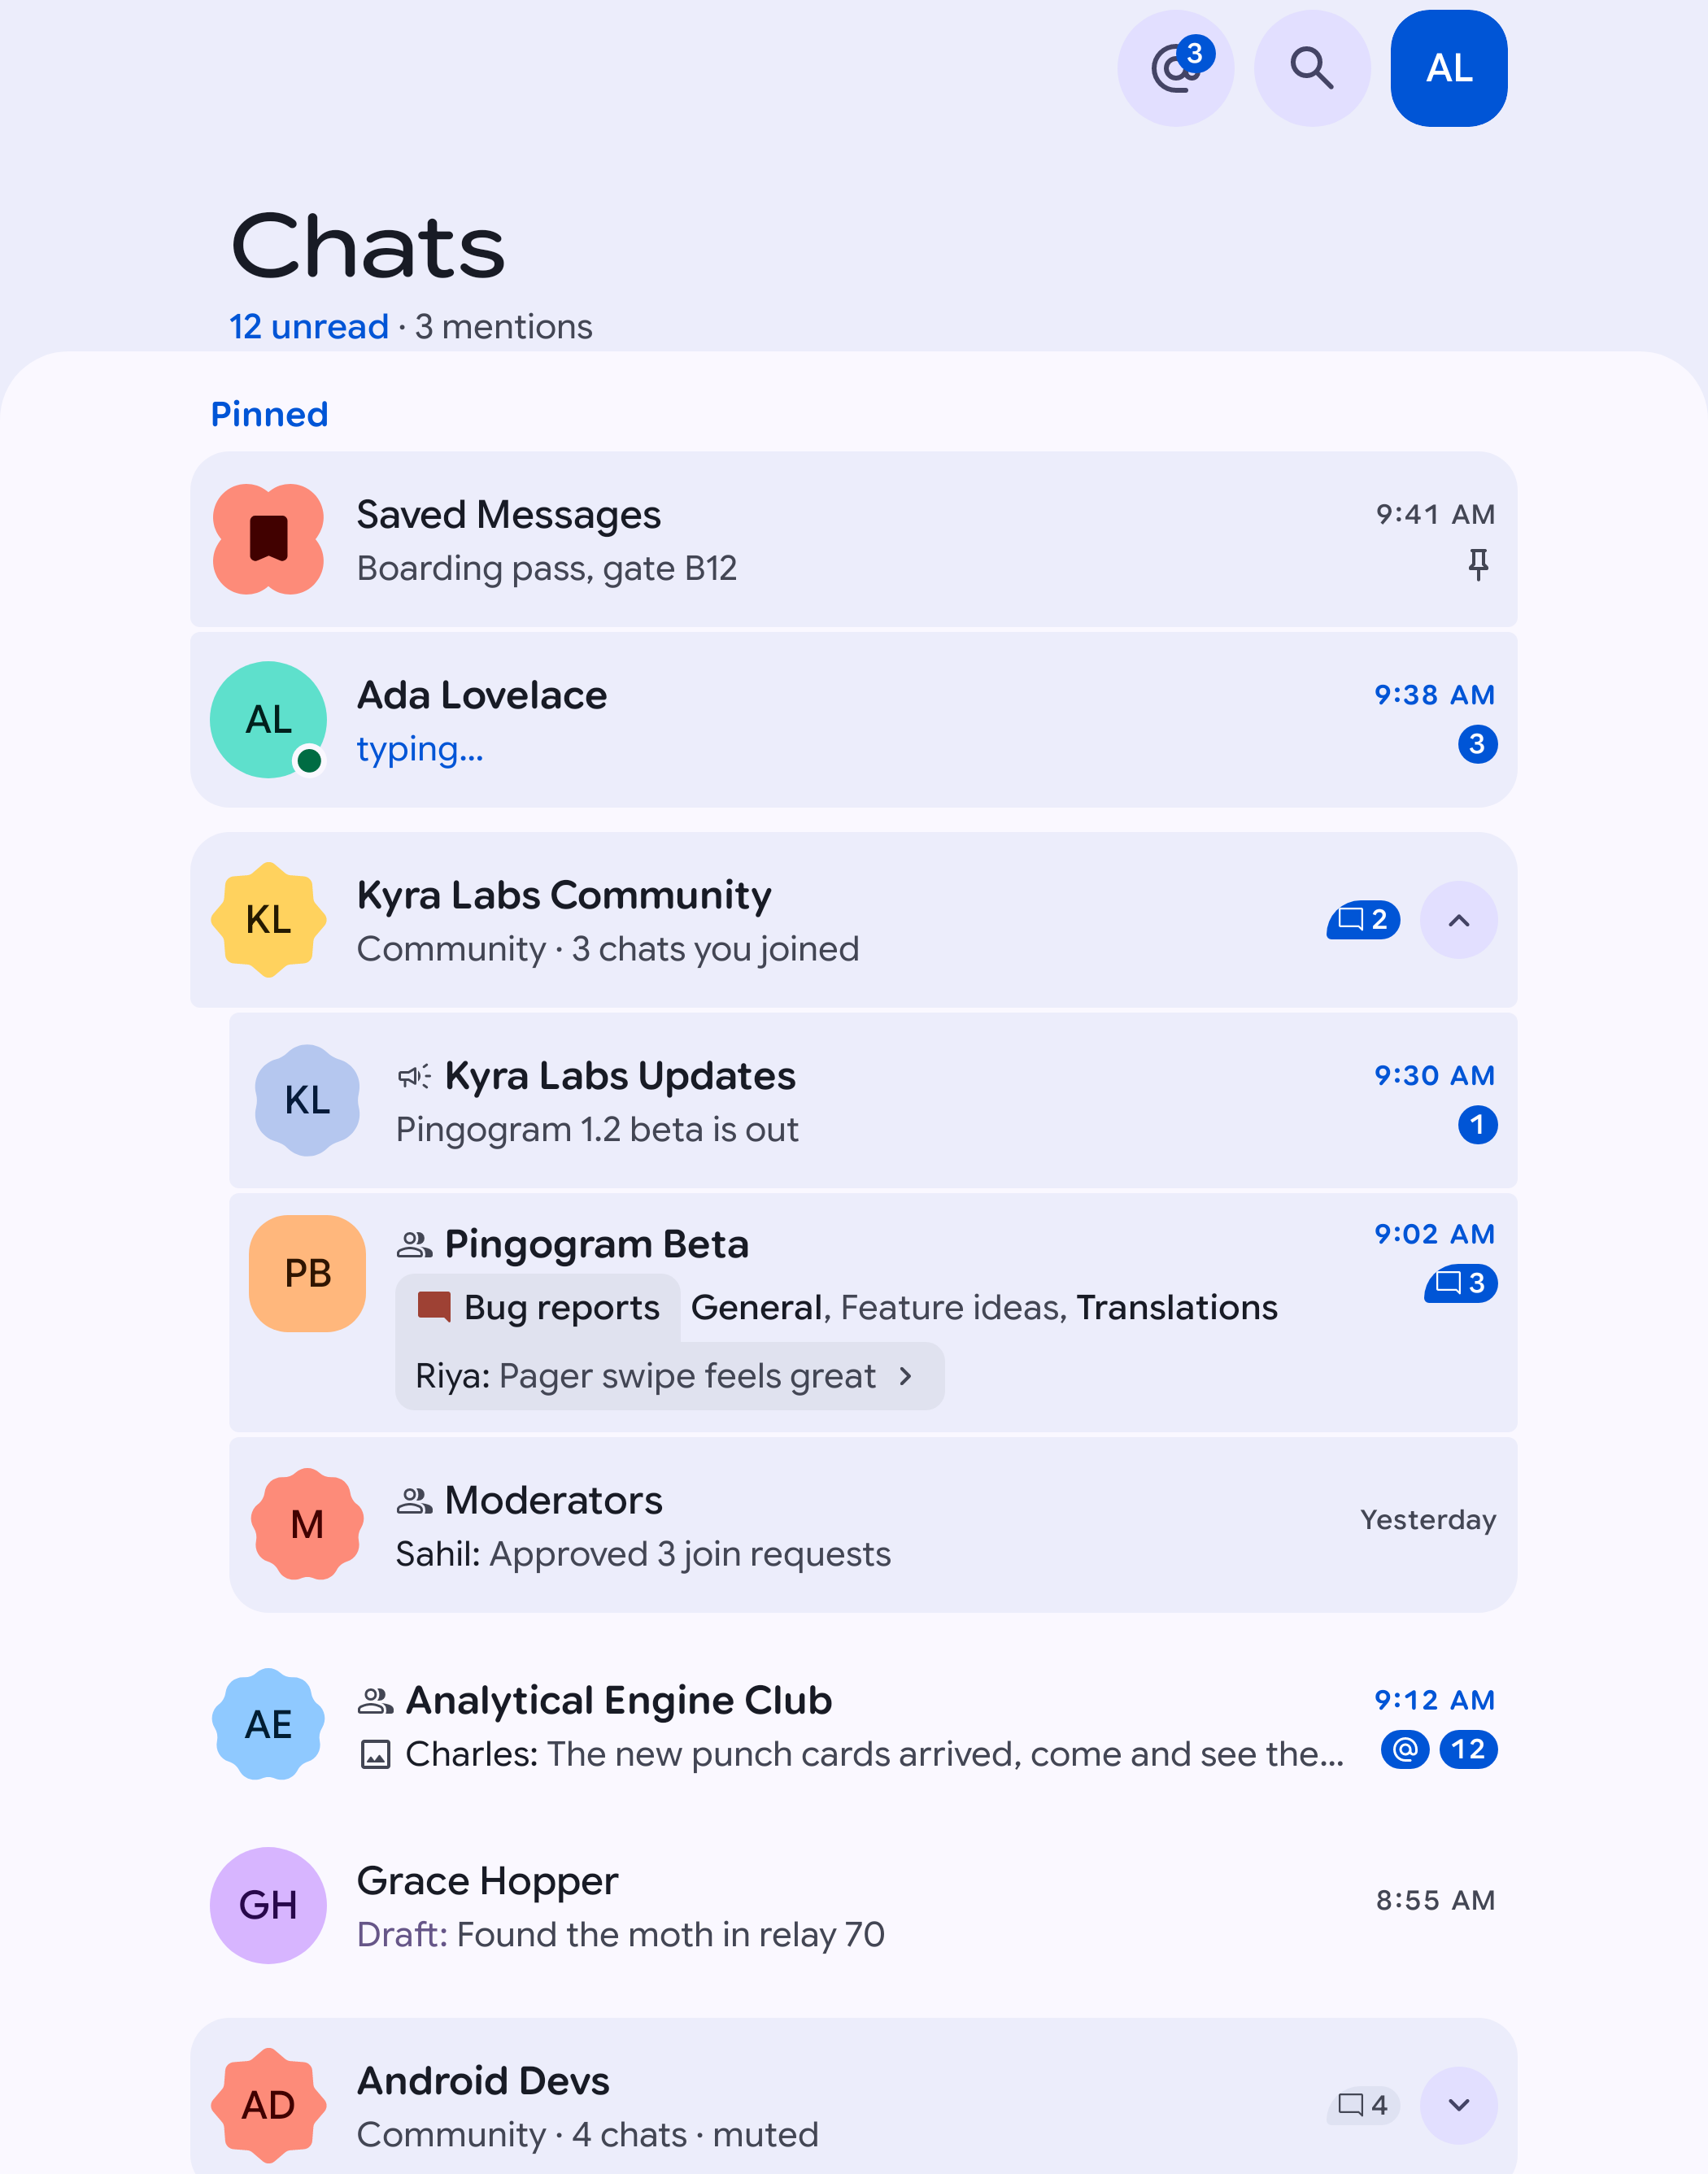 3
AL
Chats
12 unread · 3 mentions
Pinned
Saved Messages
9:41 AM
Boarding pass, gate B12
AL
Ada Lovelace
9:38 AM
typing...
3
KL
Kyra Labs Community
Community · 3 chats you joined
2
KL
Kyra Labs Updates
9:30 AM
Pingogram 1.2 beta is out
1
PB
Pingogram Beta
9:02 AM
Bug reports General, Feature ideas, Translations
3
Riya: Pager swipe feels great
M
Moderators
Yesterday
Sahil: Approved 3 join requests
AE
Analytical Engine Club
9:12 AM
Charles: The new punch cards arrived, come and see the...
@ 12
GH
Grace Hopper
8:55 AM
Draft: Found the moth in relay 70
AD
Android Devs
Community · 4 chats · muted
4